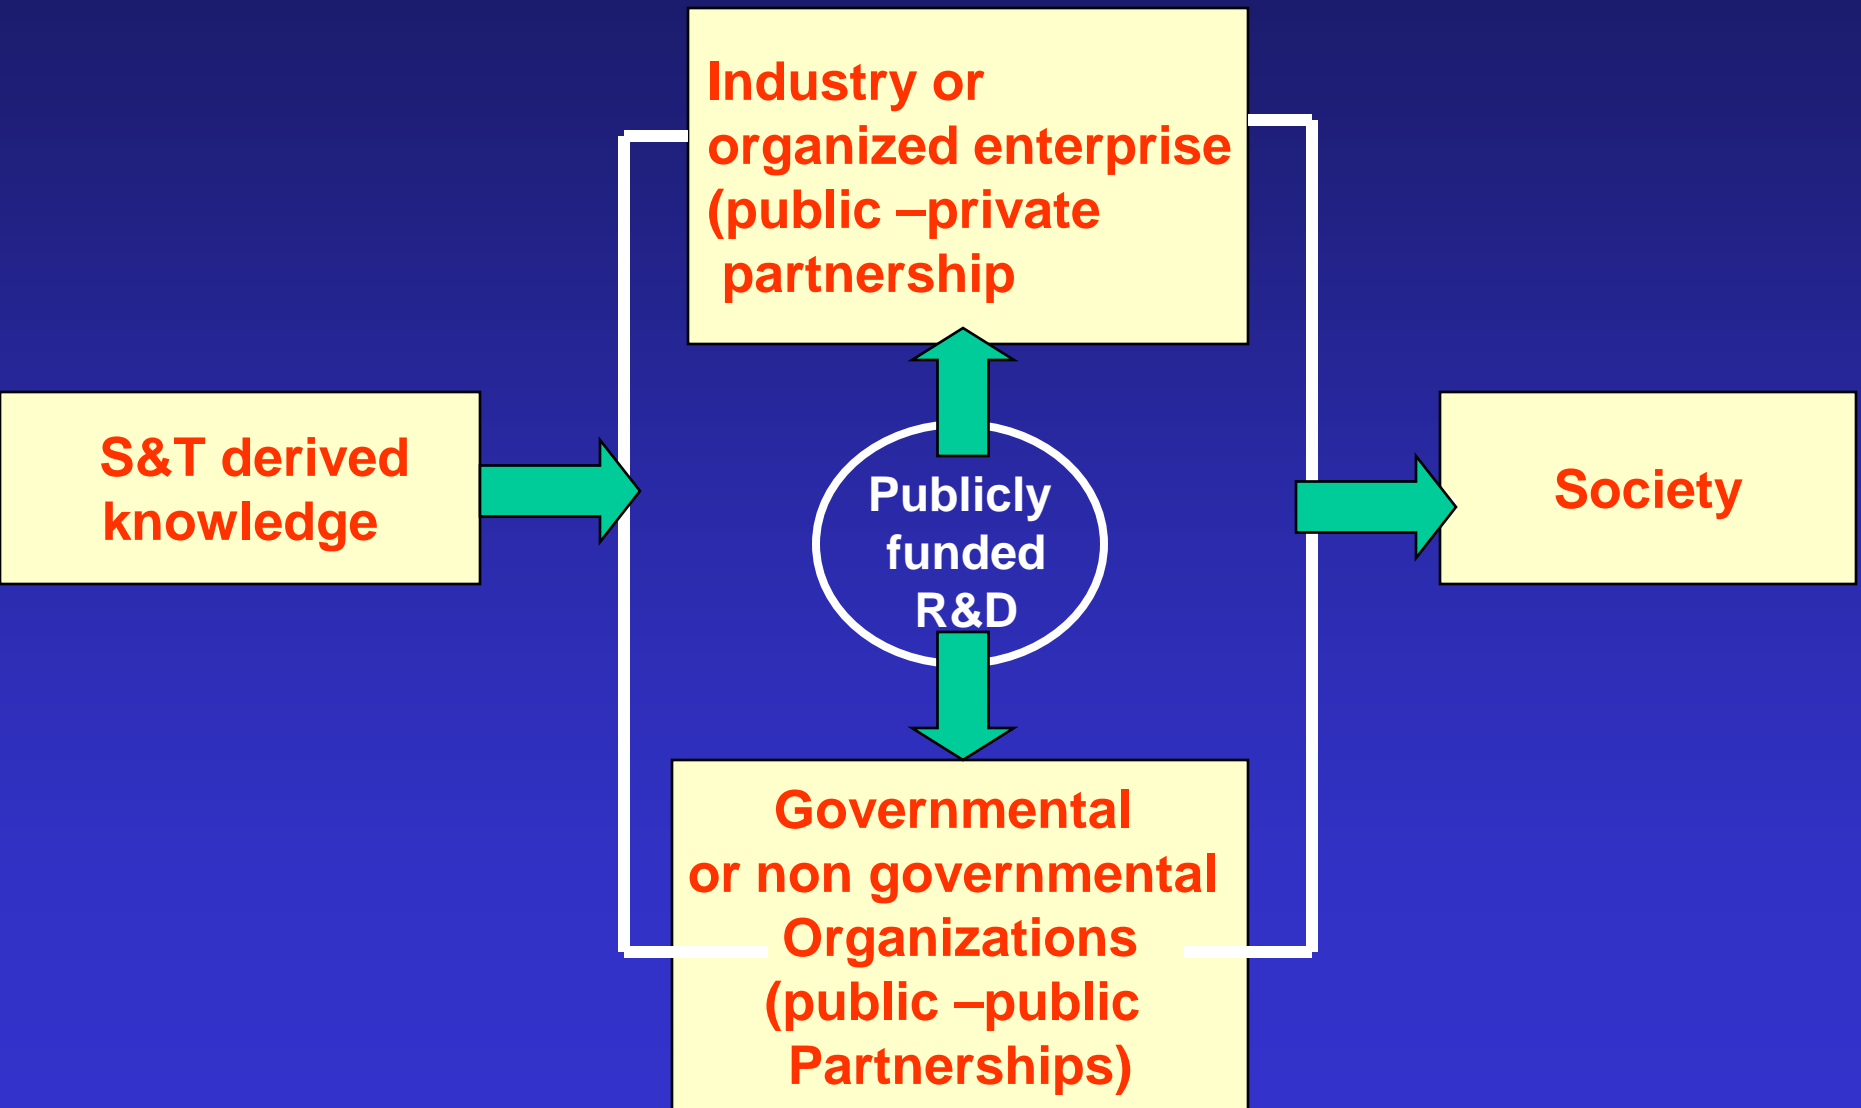 Industry or
organized enterprise
(public –private
partnership
S&T derived
knowledge
Publicly
funded
R&D
Society
Governmental
or non governmental
Organizations
(public –public
Partnerships)